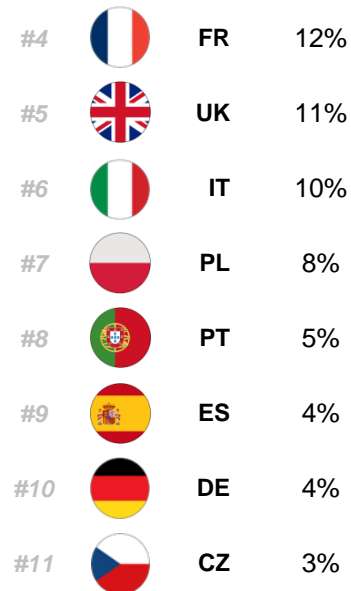 #4 FR 12%
#5 UK 11%
#6 IT 10%
#7 PL 8%
#8 PT 5%
#9 ES 4%
#10 DE 4%
#11 CZ 3%